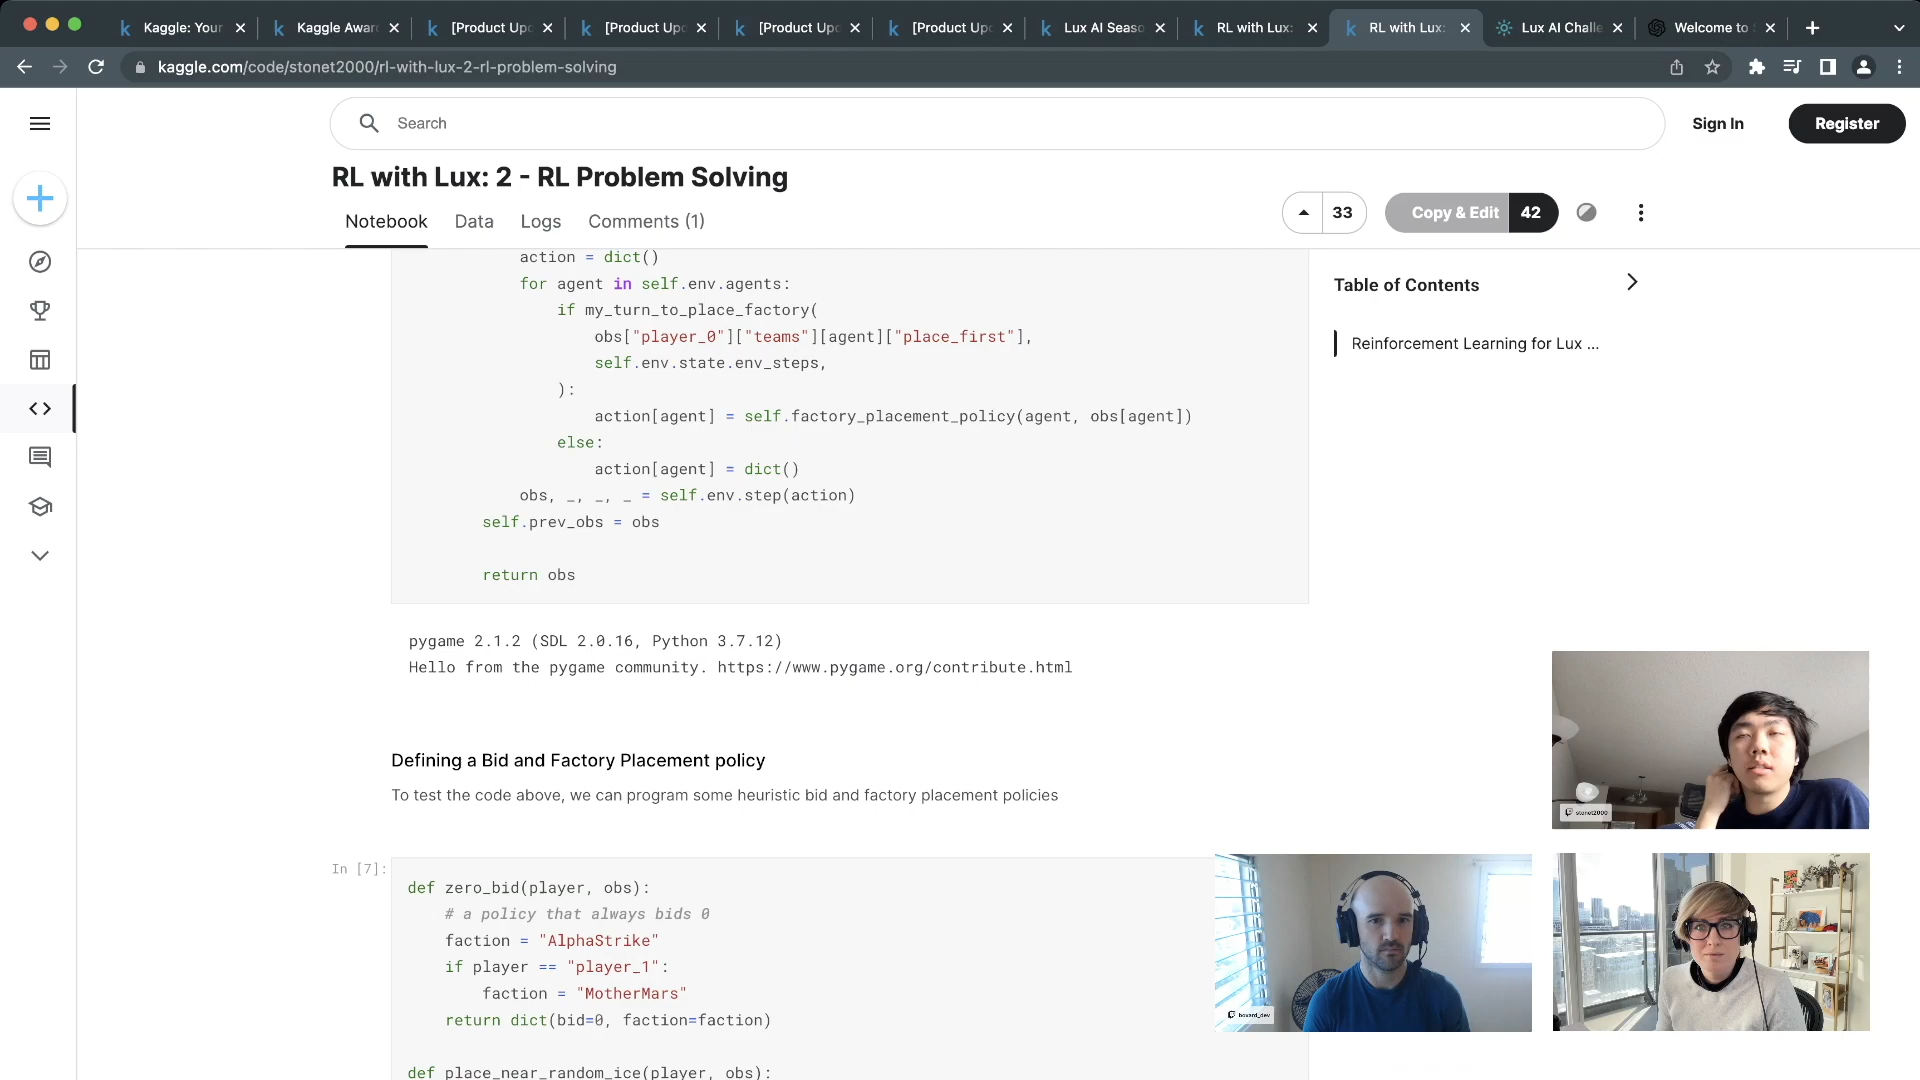 Kaggle: Your
Kaggle Awar
[Product Up
[Product Up
[Product Up
[Product Up
Lux AI Seaso
RL with Lux:
RL with Lux:
Lux AI Challe
Welcome to
kaggle.com/code/stonet2000/rl-with-lux-2-rl-problem-solving
Search
Sign In
Register
RL with Lux: 2 - RL Problem Solving
Notebook
Data
Logs
Comments (1)
33
Copy & Edit
42
Table of Contents
Reinforcement Learning for Lux ...
action = dict()
for agent in self.env.agents:
if my_turn_to_place_factory(
obs["player_0"]["teams"][agent]["place_first"],
self.env.state.env_steps,
):
action[agent] = self.factory_placement_policy(agent, obs[agent])
else:
action[agent] = dict()
obs, _, _, _ = self.env.step(action)
self.prev_obs = obs
return obs
pygame 2.1.2 (SDL 2.0.16, Python 3.7.12)
Hello from the pygame community. https://www.pygame.org/contribute.html
Defining a Bid and Factory Placement policy
To test the code above, we can program some heuristic bid and factory placement policies
In [7]:
def zero_bid(player, obs):
# a policy that always bids 0
faction = "AlphaStrike"
if player == "player_1":
faction = "MotherMars"
return dict(bid=0, faction=faction)
def place_near_random_ice(player, obs):
stonet2000
bovard_dev